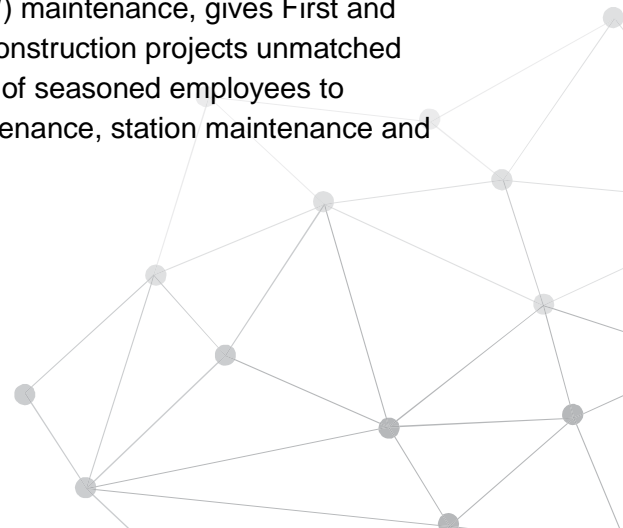 ) maintenance, gives First and
onstruction projects unmatched
of seasoned employees to
enance, station maintenance and